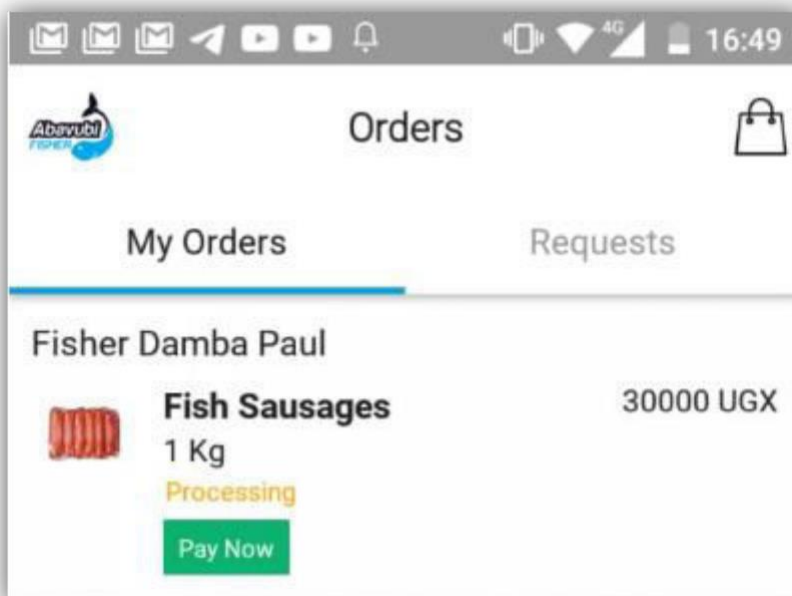 4G 16:49
Abavubi
FISHER
Orders
My Orders Requests
Fisher Damba Paul
Fish Sausages 30000 UGX
1 Kg
Processing
Pay Now